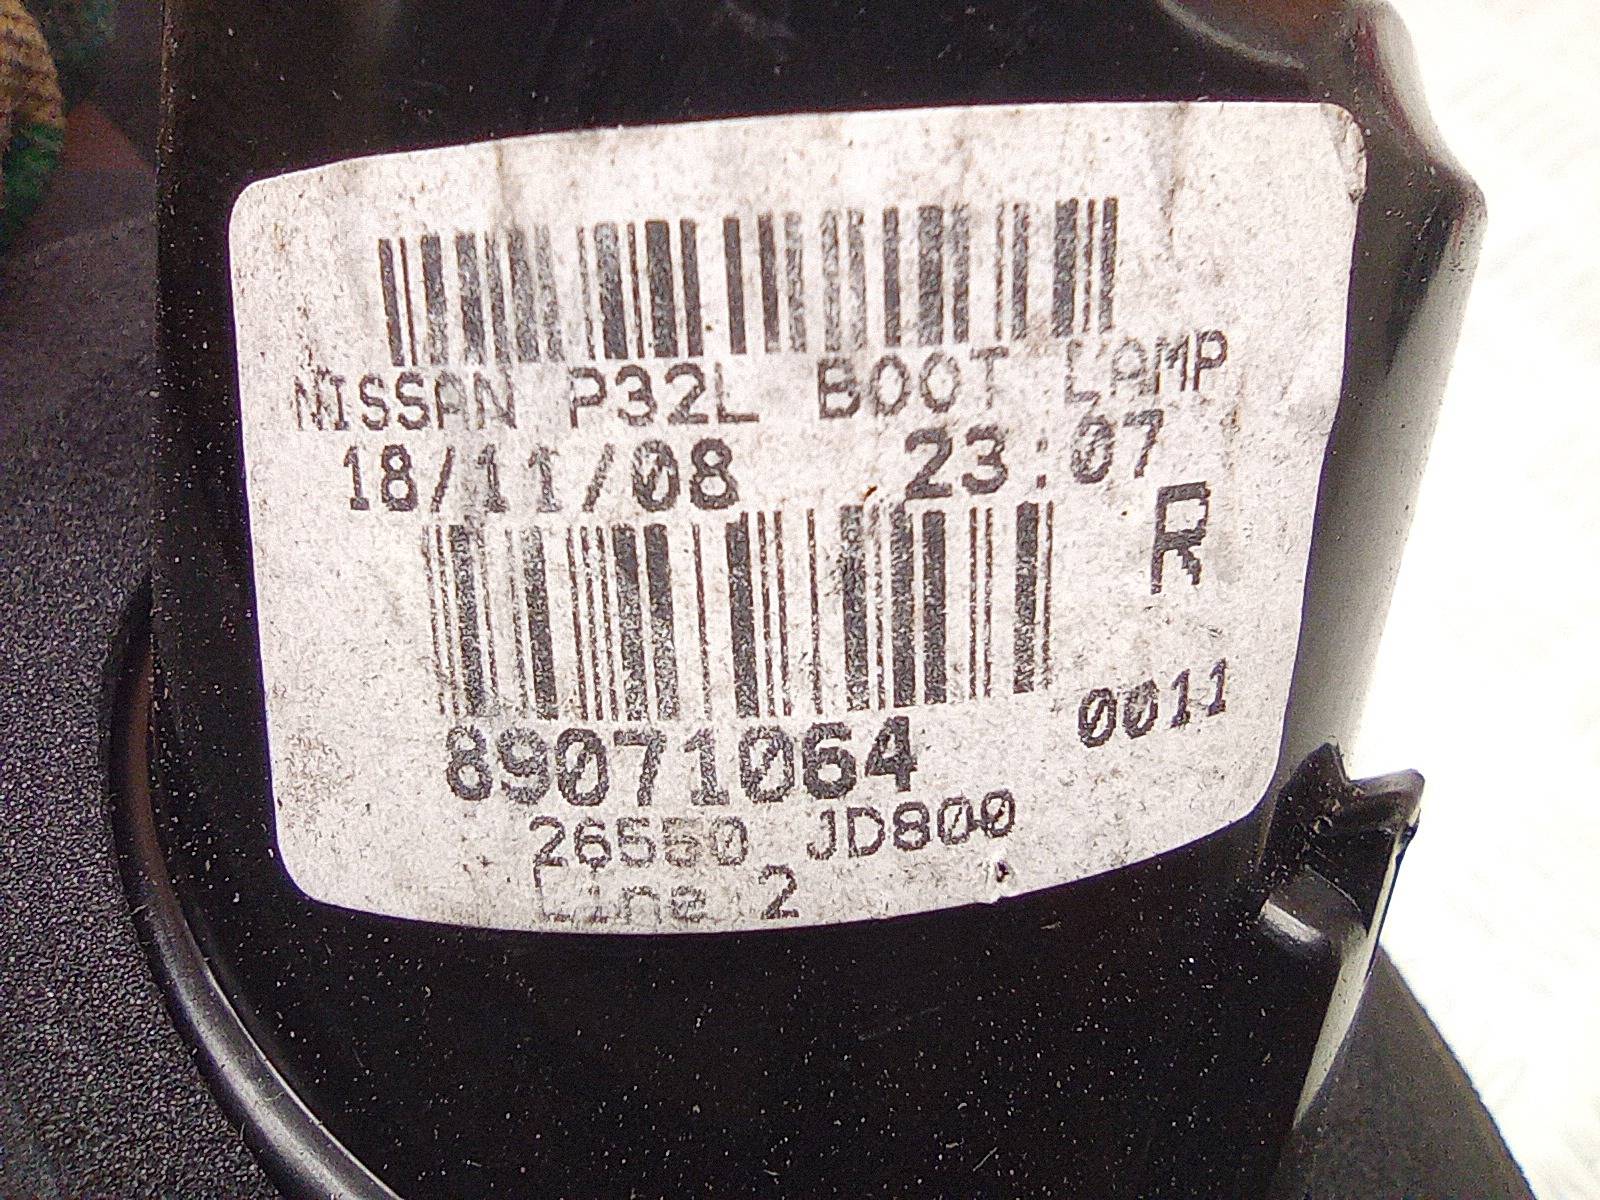 NISSAN P32L BOOT LAMP
18/11/08 23:07
R
0011
89071064
26550 JD800
Line 2